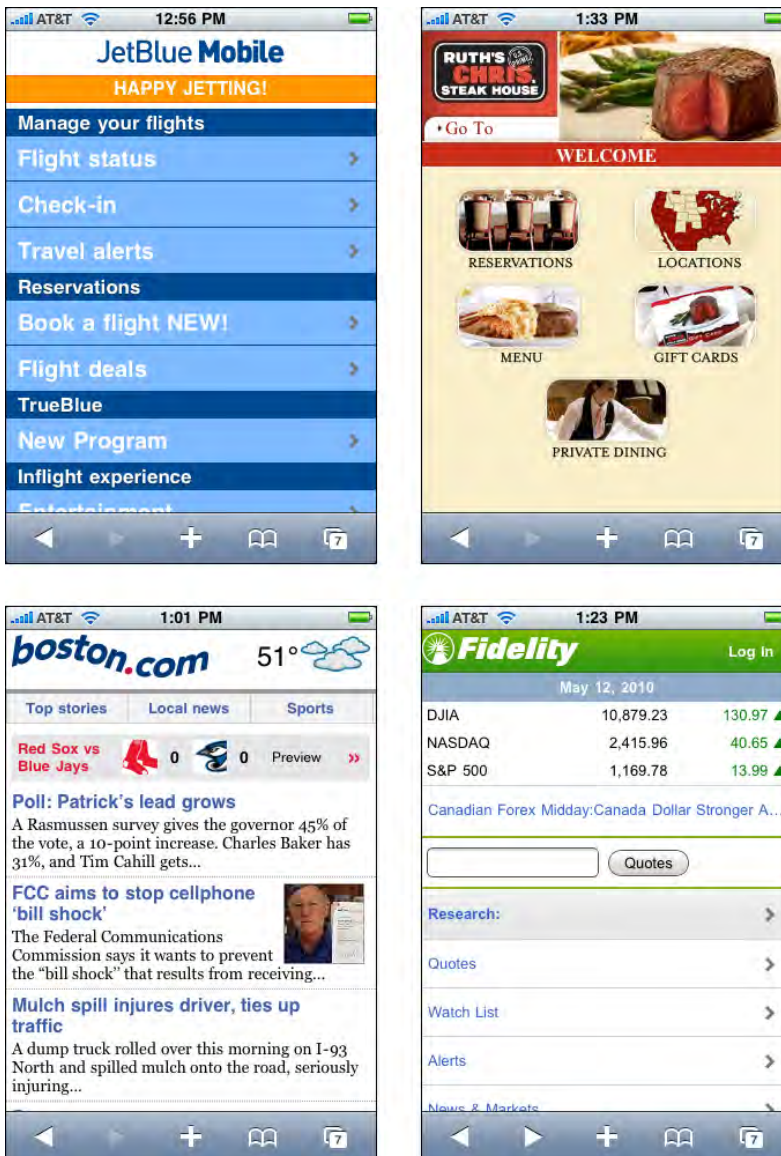 AT&T 12:56 PM
JetBlue Mobile
HAPPY JETTING!
Manage your flights
Flight status
Check-in
Travel alerts
Reservations
Book a flight NEW!
Flight deals
TrueBlue
New Program
Inflight experience
Entertainment
7
AT&T 1:33 PM
RUTH'S U.S. PRIME
CHRIS.
STEAK HOUSE
Go To
WELCOME
RESERVATIONS LOCATIONS
MENU GIFT CARDS
PRIVATE DINING
7
AT&T 1:01 PM
boston.com 51°
Top stories Local news Sports
Red Sox vs
Blue Jays 0 0 Preview »
Poll: Patrick's lead grows
A Rasmussen survey gives the governor 45% of
the vote, a 10-point increase. Charles Baker has
31%, and Tim Cahill gets...
FCC aims to stop cellphone
‘bill shock’
The Federal Communications
Commission says it wants to prevent
the “bill shock” that results from receiving...
Mulch spill injures driver, ties up
traffic
A dump truck rolled over this morning on I-93
North and spilled mulch onto the road, seriously
injuring...
7
AT&T 1:23 PM
Fidelity Log In
May 12, 2010
DJIA 10,879.23 130.97 ▲
NASDAQ 2,415.96 40.65 ▲
S&P 500 1,169.78 13.99 ▲
Canadian Forex Midday:Canada Dollar Stronger A...
Quotes
Research:
Quotes
Watch List
Alerts
News & Markets
7